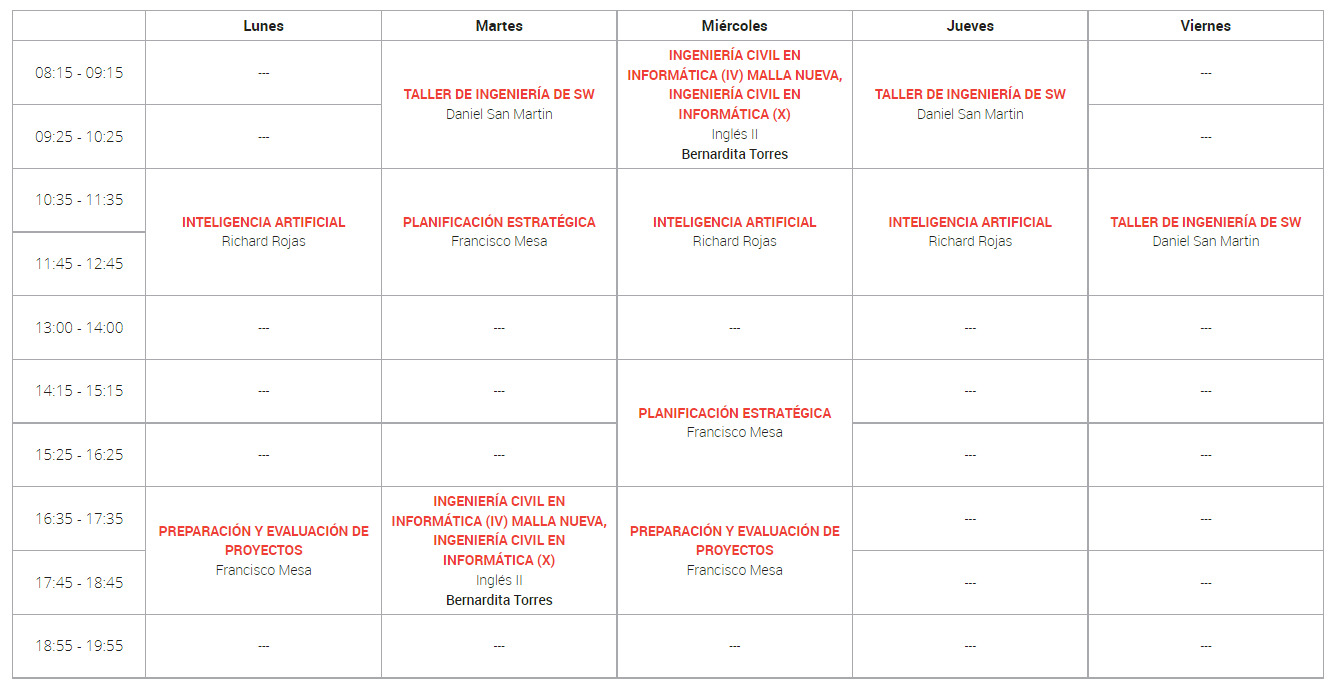 Lunes Martes Miércoles Jueves Viernes
08:15 - 09:15
---
TALLER DE INGENIERÍA DE SW
Daniel San Martin
INGENIERÍA CIVIL EN
INFORMÁTICA (IV) MALLA NUEVA,
INGENIERÍA CIVIL EN
INFORMÁTICA (X)
Inglés II
Bernardita Torres
TALLER DE INGENIERÍA DE SW
Daniel San Martin
---
09:25 - 10:25
---
---
10:35 - 11:35
INTELIGENCIA ARTIFICIAL
Richard Rojas
PLANIFICACIÓN ESTRATÉGICA
Francisco Mesa
INTELIGENCIA ARTIFICIAL
Richard Rojas
INTELIGENCIA ARTIFICIAL
Richard Rojas
TALLER DE INGENIERÍA DE SW
Daniel San Martin
11:45 - 12:45
13:00 - 14:00
--- --- --- --- ---
14:15 - 15:15
--- ---
PLANIFICACIÓN ESTRATÉGICA
Francisco Mesa
--- ---
15:25 - 16:25
--- --- --- ---
16:35 - 17:35
PREPARACIÓN Y EVALUACIÓN DE
PROYECTOS
Francisco Mesa
INGENIERÍA CIVIL EN
INFORMÁTICA (IV) MALLA NUEVA,
INGENIERÍA CIVIL EN
INFORMÁTICA (X)
Inglés II
Bernardita Torres
PREPARACIÓN Y EVALUACIÓN DE
PROYECTOS
Francisco Mesa
--- ---
17:45 - 18:45
--- ---
18:55 - 19:55
--- --- --- --- ---